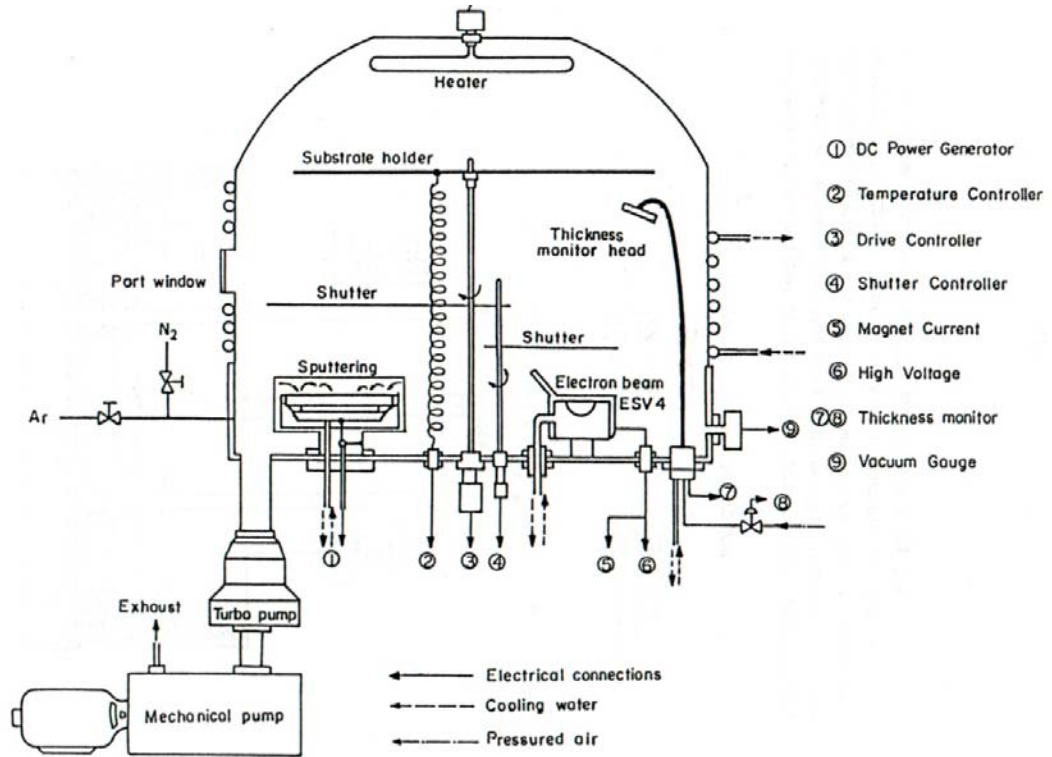 Heater
Substrate holder
Thickness
monitor head
Port window
Shutter
Shutter
N2
Sputtering
Electron beam
ESV4
Ar
① DC Power Generator
② Temperature Controller
③ Drive Controller
④ Shutter Controller
⑤ Magnet Current
⑥ High Voltage
⑦⑧ Thickness monitor
⑨ Vacuum Gauge
⑨
⑦
⑧
① ② ③ ④ ⑤ ⑥
Exhaust
Turbo pump
Mechanical pump
Electrical connections
Cooling water
Pressured air